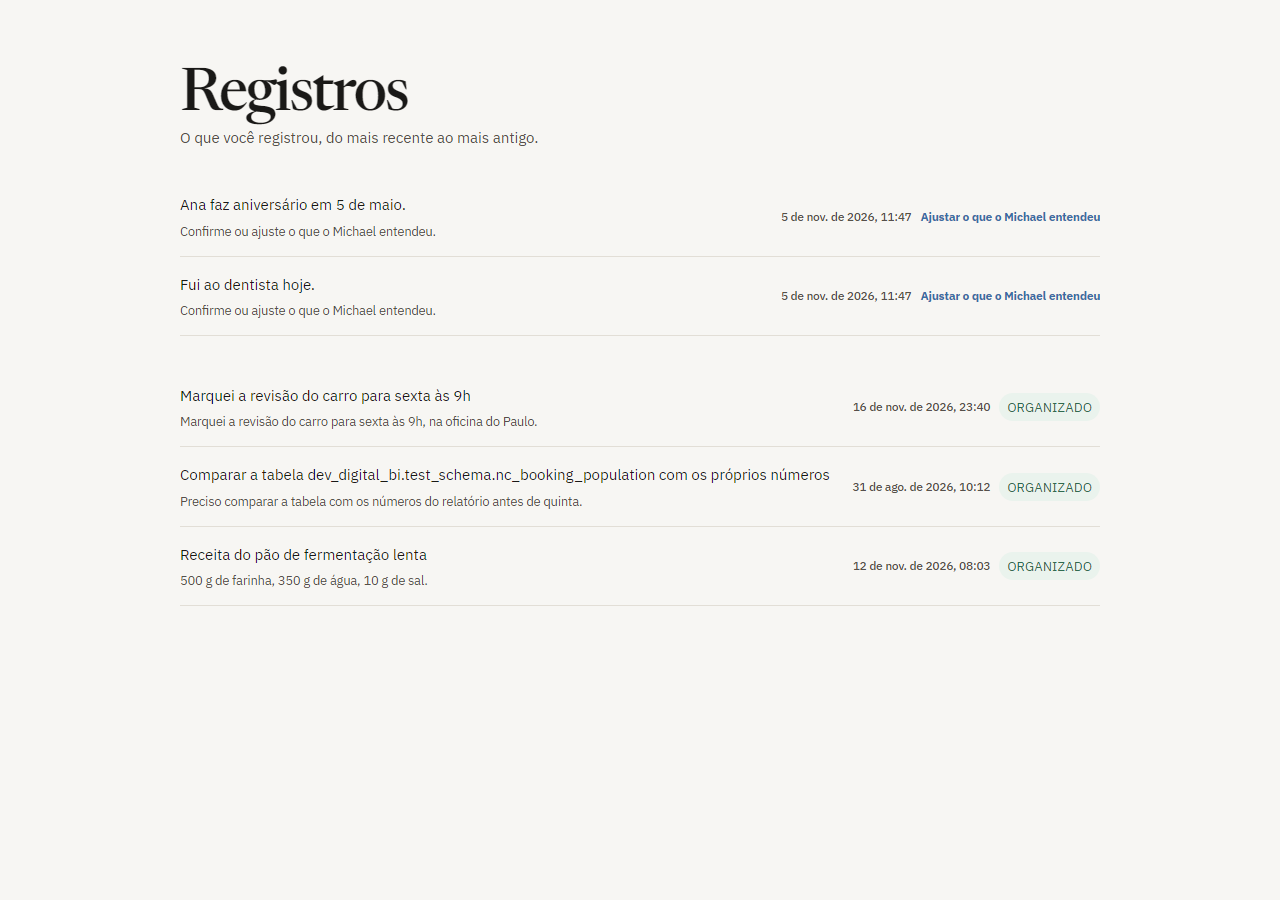 Registros
O que você registrou, do mais recente ao mais antigo.
Ana faz aniversário em 5 de maio.
Confirme ou ajuste o que o Michael entendeu.
5 de nov. de 2026, 11:47 Ajustar o que o Michael entendeu
Fui ao dentista hoje.
Confirme ou ajuste o que o Michael entendeu.
5 de nov. de 2026, 11:47 Ajustar o que o Michael entendeu
Marquei a revisão do carro para sexta às 9h
Marquei a revisão do carro para sexta às 9h, na oficina do Paulo.
16 de nov. de 2026, 23:40 ORGANIZADO
Comparar a tabela dev_digital_bi.test_schema.nc_booking_population com os próprios números
Preciso comparar a tabela com os números do relatório antes de quinta.
31 de ago. de 2026, 10:12 ORGANIZADO
Receita do pão de fermentação lenta
500 g de farinha, 350 g de água, 10 g de sal.
12 de nov. de 2026, 08:03 ORGANIZADO